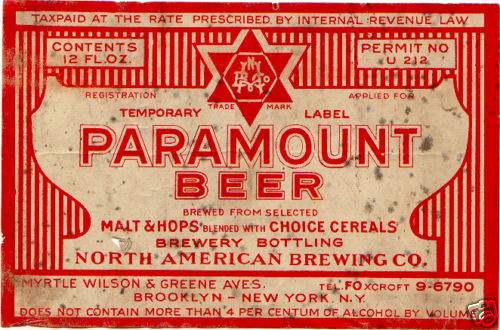 TAXPAID AT THE RATE PRESCRIBED BY INTERNAL REVENUE LAW
CONTENTS
12 FL.OZ.
PERMIT NO
U 212
REGISTRATION
TRADE MARK
APPLIED FOR
TEMPORARY LABEL
PARAMOUNT
BEER
BREWED FROM SELECTED
MALT & HOPS BLENDED WITH CHOICE CEREALS
BREWERY BOTTLING
NORTH AMERICAN BREWING CO.
MYRTLE WILSON & GREENE AVES. TEL. FOXCROFT 9-6790
BROOKLYN - NEW YORK, N.Y.
DOES NOT CONTAIN MORE THAN 4 PER CENTUM OF ALCOHOL BY VOLUME